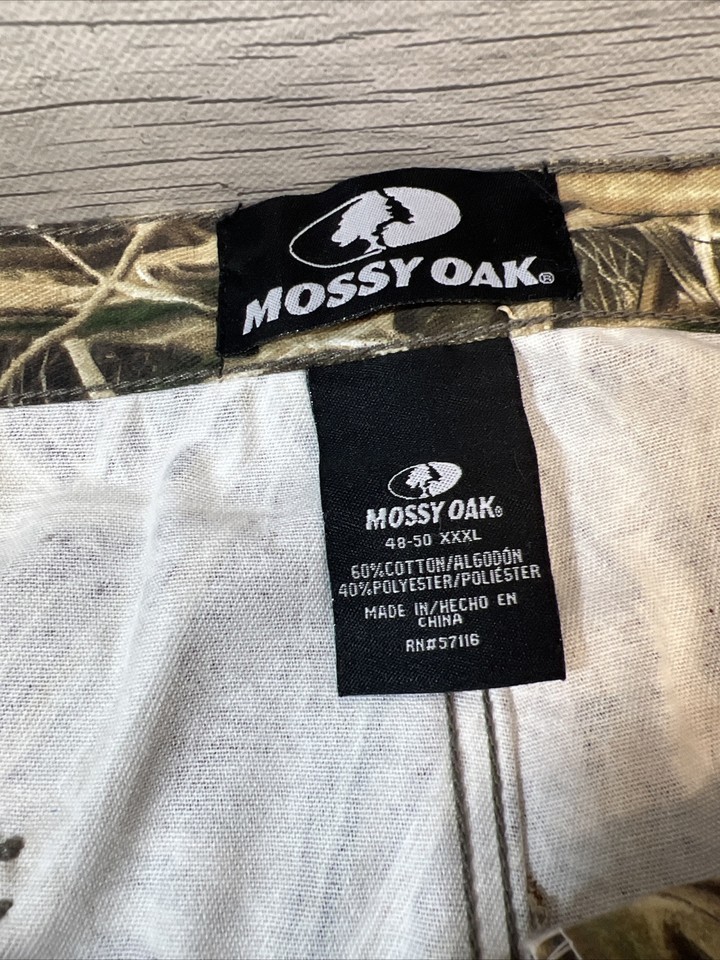 MOSSY OAK®
MOSSY OAK®
48-50 XXXL
60%COTTON/ALGODÓN
40%POLYESTER/POLIÉSTER
MADE IN/HECHO EN
CHINA
RN#57116